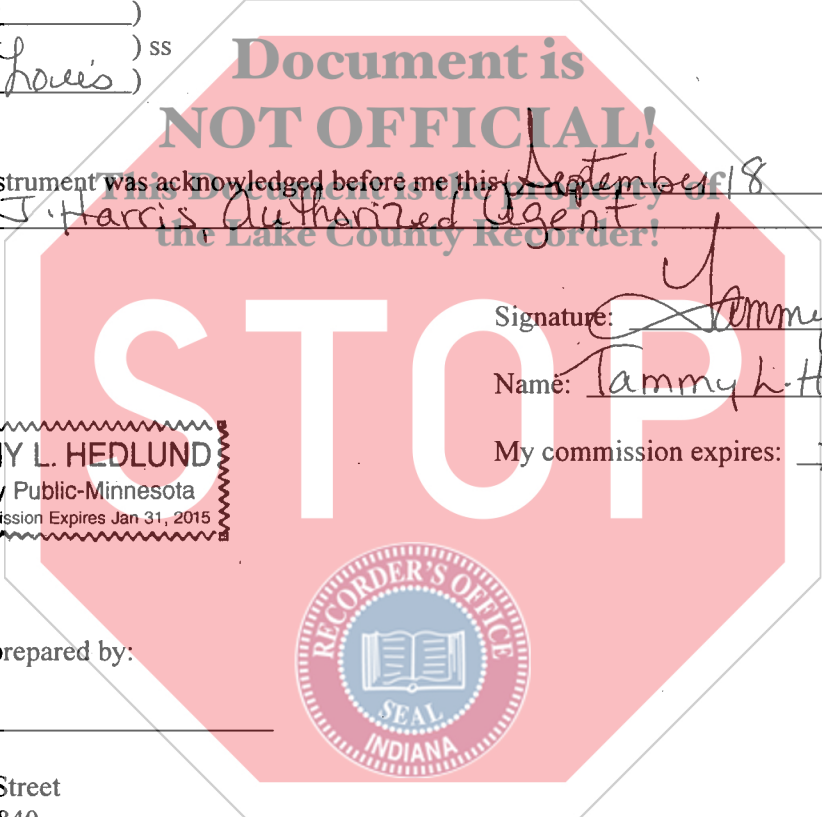 )
) ss
Louis )
Document is
NOT OFFICIAL!
strument was acknowledged before me this September 18
This Document is the property of
J. Harris, Authorized Agent
the Lake County Recorder!
Signature: Tammy
Name: Tammy L. H
My commission expires:
STOP
Y L. HEDLUND
y Public-Minnesota
ission Expires Jan 31, 2015
RECORDER'S OFFICE
SEAL
INDIANA
prepared by:
Street
840